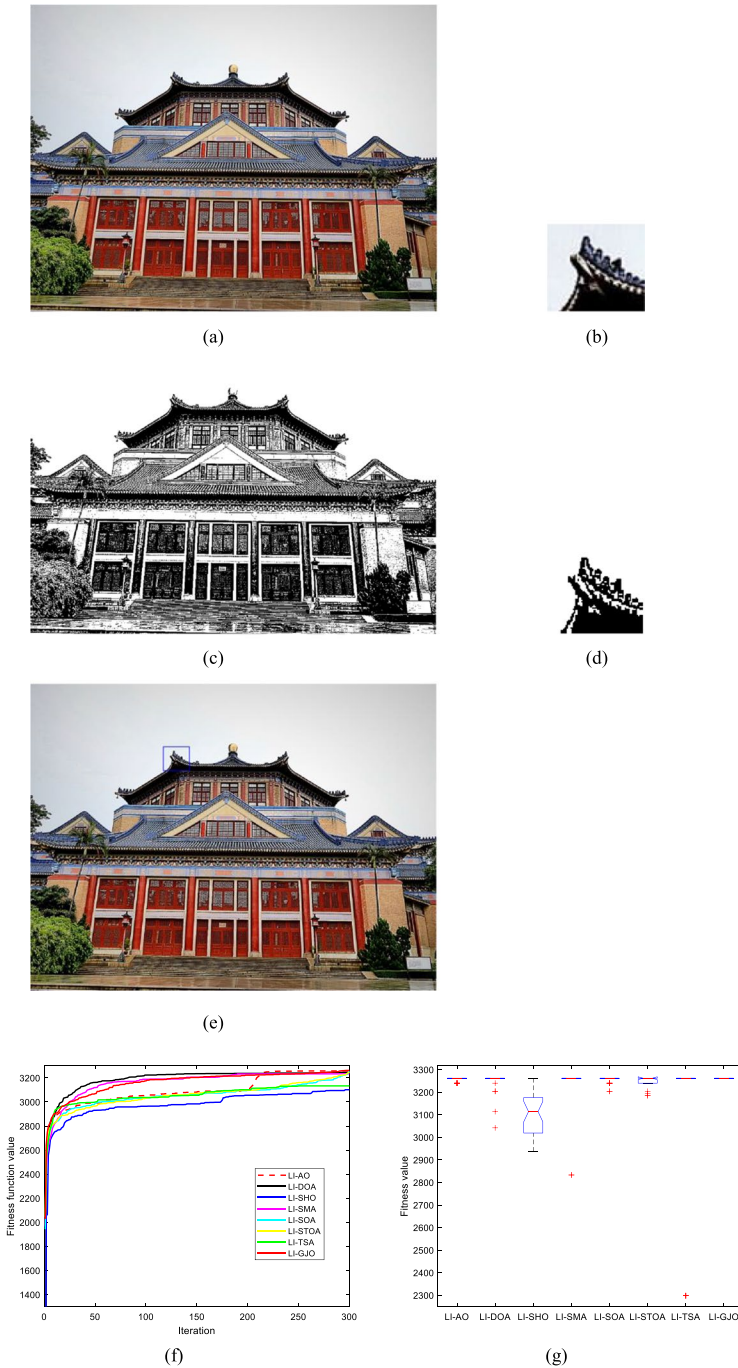 (a)
(b)
(c)
(d)
(e)
3200
3000
2800
2600
2400
2200
2000
1800
1600
1400
Fitness function value
0
50
100
150
200
250
300
Iteration
LI-AO
LI-DOA
LI-SHO
LI-SMA
LI-SOA
LI-STOA
LI-TSA
LI-GJO
(f)
3300
3200
3100
3000
2900
2800
2700
2600
2500
2400
2300
Fitness value
LI-AO
LI-DOA
LI-SHO
LI-SMA
LI-SOA
LI-STOA
LI-TSA
LI-GJO
(g)